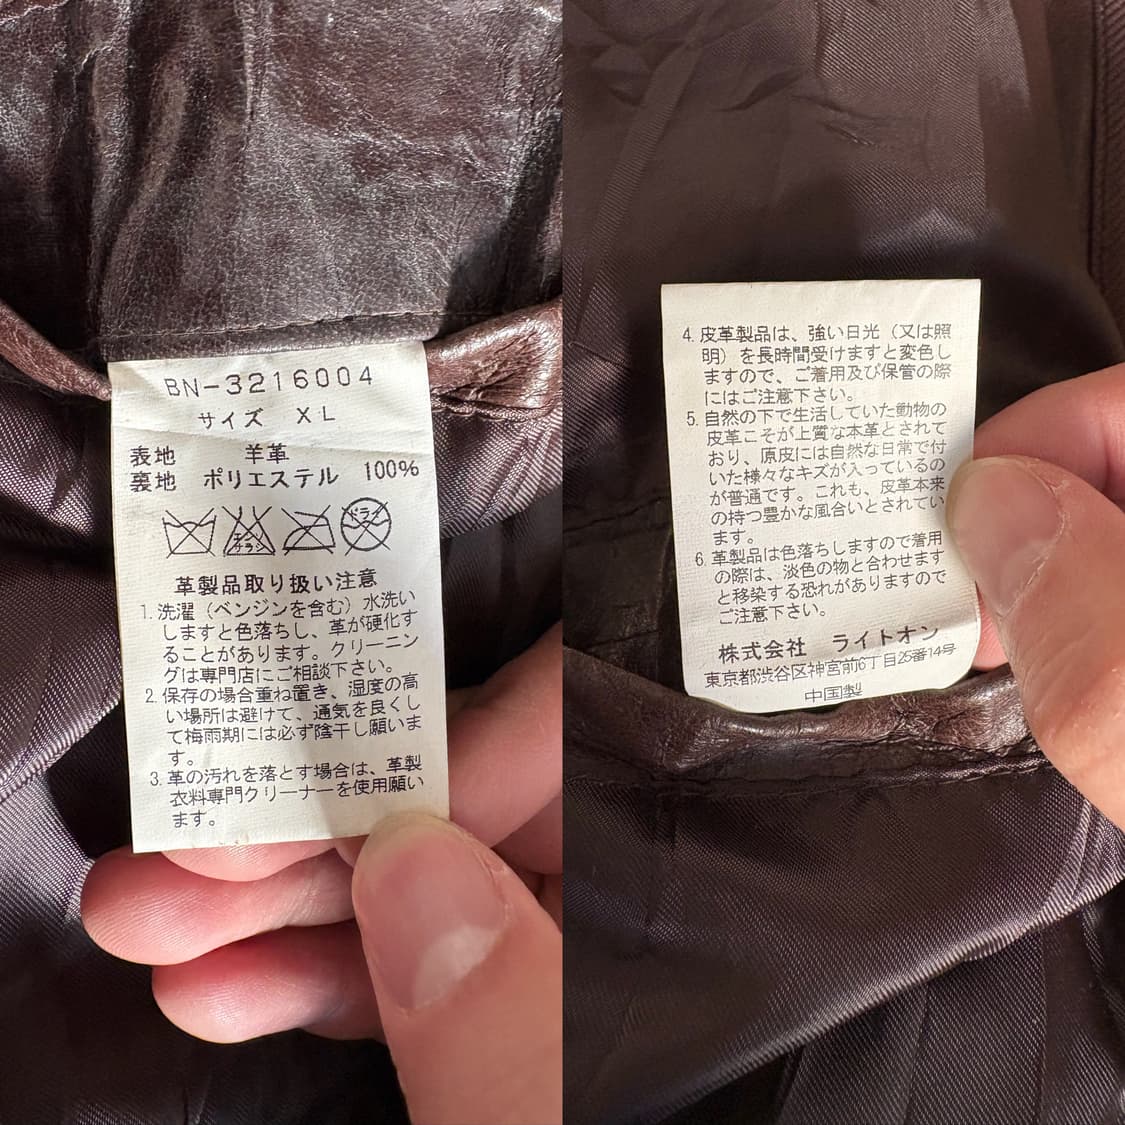 BN-3216004
サイズ XL
表地 羊革
裏地 ポリエステル 100%
エンソ サラシ ドライ
革製品取り扱い注意
1. 洗濯（ベンジンを含む）水洗い
しますと色落ちし、革が硬化す
ることがあります。クリーニン
グは専門店にご相談下さい。
2. 保存の場合重ね置き、湿度の高
い場所は避けて、通気を良くし
て梅雨期には必ず陰干し願いま
す。
3. 革の汚れを落とす場合は、革製
衣料専門クリーナーを使用願い
ます。
4. 皮革製品は、強い日光（又は照
明）を長時間受けますと変色し
ますので、ご着用及び保管の際
にはご注意下さい。
5. 自然の下で生活していた動物の
皮革こそが上質な本革とされて
おり、原皮には自然な日常で付
いた様々なキズが入っているの
が普通です。これも、皮革本来
の持つ豊かな風合いとされてい
ます。
6. 革製品は色落ちしますので着用
の際は、淡色の物と合わせます
と移染する恐れがありますので
ご注意下さい。
株式会社 ライトオン
東京都渋谷区神宮前6丁目25番14号
中国製